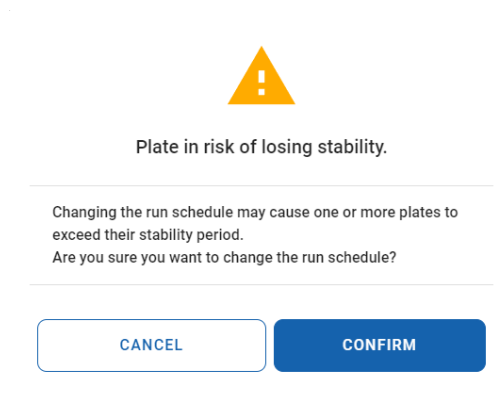 Plate in risk of losing stability.
Changing the run schedule may cause one or more plates to
exceed their stability period.
Are you sure you want to change the run schedule?
CANCEL
CONFIRM